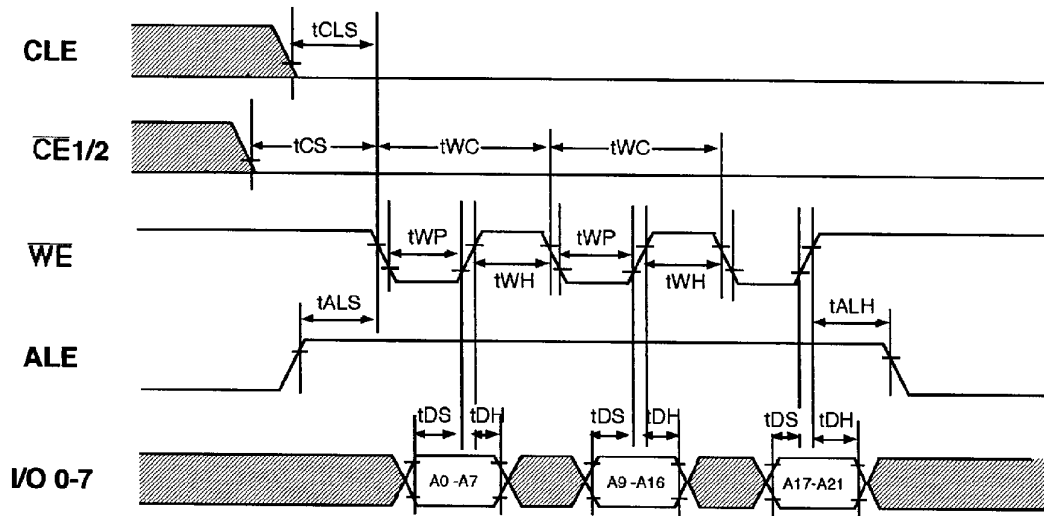 CLE
tCLS
CE1/2
tCS
tWC
tWC
WE
tWP
tWP
tWH
tWH
ALE
tALS
tALH
tDS
tDH
tDS
tDH
tDS
tDH
I/O 0-7
A0 -A7
A9 -A16
A17-A21